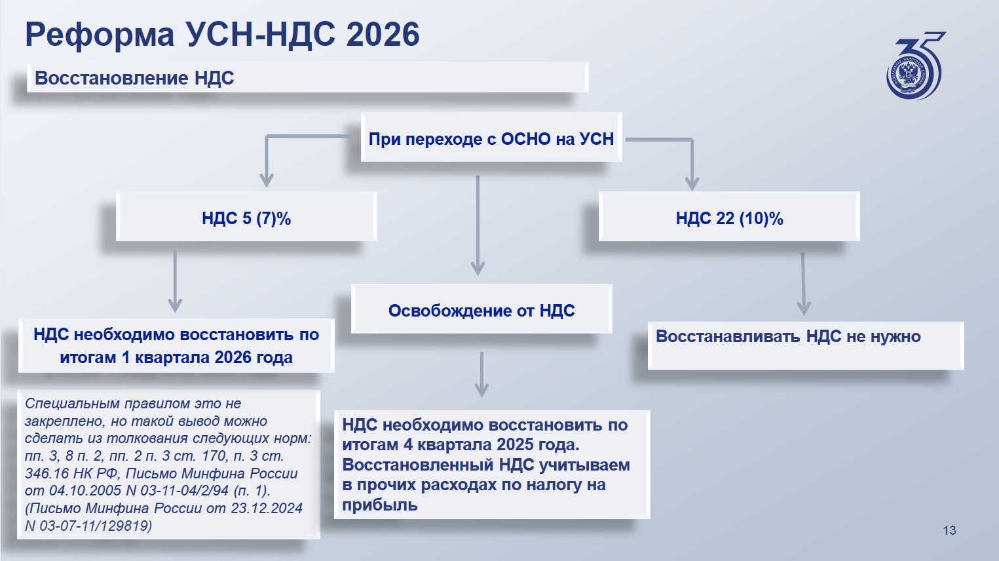 Реформа УСН-НДС 2026
Восстановление НДС
При переходе с ОСНО на УСН
НДС 5 (7)%
НДС 22 (10)%
Освобождение от НДС
НДС необходимо восстановить по
итогам 1 квартала 2026 года
Восстанавливать НДС не нужно
Специальным правилом это не
закреплено, но такой вывод можно
сделать из толкования следующих норм:
пп. 3, 8 п. 2, пп. 2 п. 3 ст. 170, п. 3 ст.
346.16 НК РФ, Письмо Минфина России
от 04.10.2005 N 03-11-04/2/94 (п. 1).
(Письмо Минфина России от 23.12.2024
N 03-07-11/129819)
НДС необходимо восстановить по
итогам 4 квартала 2025 года.
Восстановленный НДС учитываем
в прочих расходах по налогу на
прибыль
35
ФЕДЕРАЛЬНАЯ НАЛОГОВАЯ СЛУЖБА
13